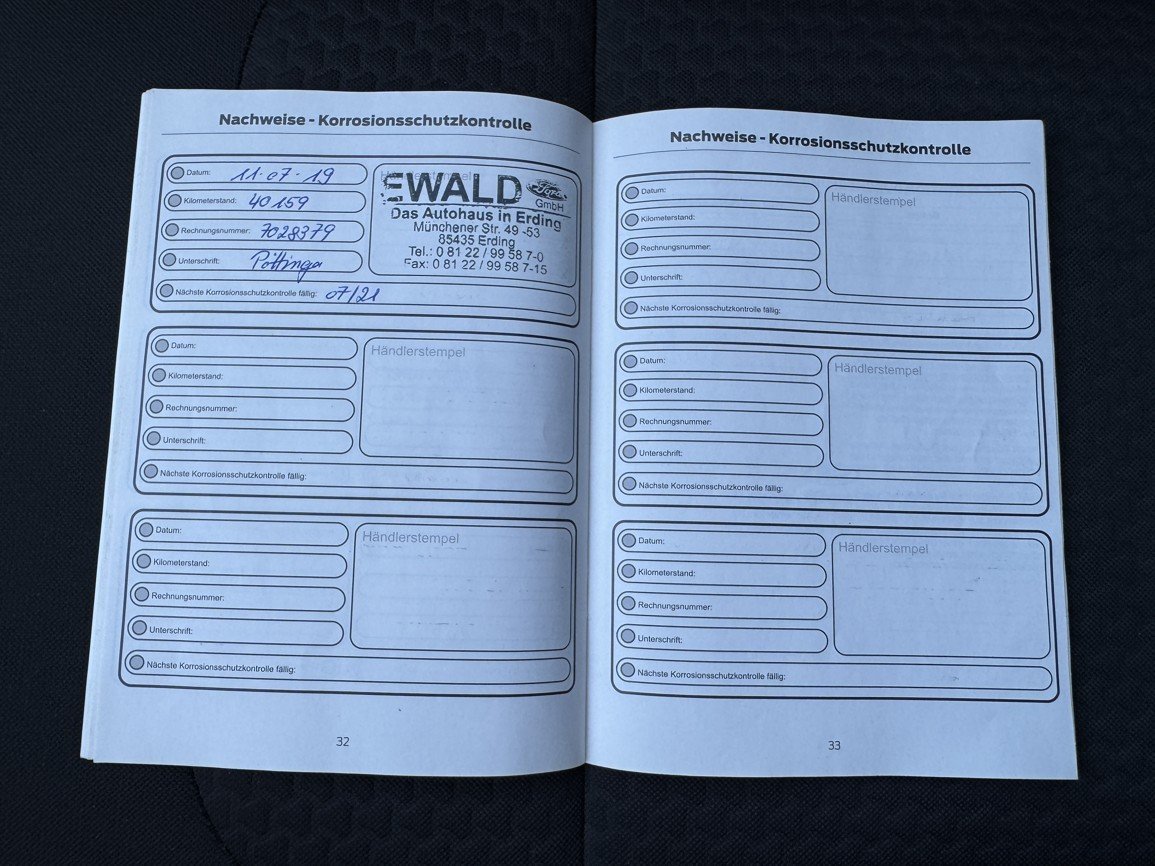 Nachweise - Korrosionsschutzkontrolle
Datum: 11.07.19
Kilometerstand: 40159
Rechnungsnummer: 7028379
Unterschrift: Pöttinga
Nächste Korrosionsschutzkontrolle fällig: 07/21
Händlerstempel
EWALD
Ford
GmbH
Das Autohaus in Erding
Münchener Str. 49 -53
85435 Erding
Tel.: 0 81 22 / 99 58 7-0
Fax: 0 81 22 / 99 58 7-15
Datum:
Kilometerstand:
Rechnungsnummer:
Unterschrift:
Nächste Korrosionsschutzkontrolle fällig:
Händlerstempel
Datum:
Kilometerstand:
Rechnungsnummer:
Unterschrift:
Nächste Korrosionsschutzkontrolle fällig:
Händlerstempel
32
Nachweise - Korrosionsschutzkontrolle
Datum:
Kilometerstand:
Rechnungsnummer:
Unterschrift:
Nächste Korrosionsschutzkontrolle fällig:
Händlerstempel
Datum:
Kilometerstand:
Rechnungsnummer:
Unterschrift:
Nächste Korrosionsschutzkontrolle fällig:
Händlerstempel
Datum:
Kilometerstand:
Rechnungsnummer:
Unterschrift:
Nächste Korrosionsschutzkontrolle fällig:
Händlerstempel
33